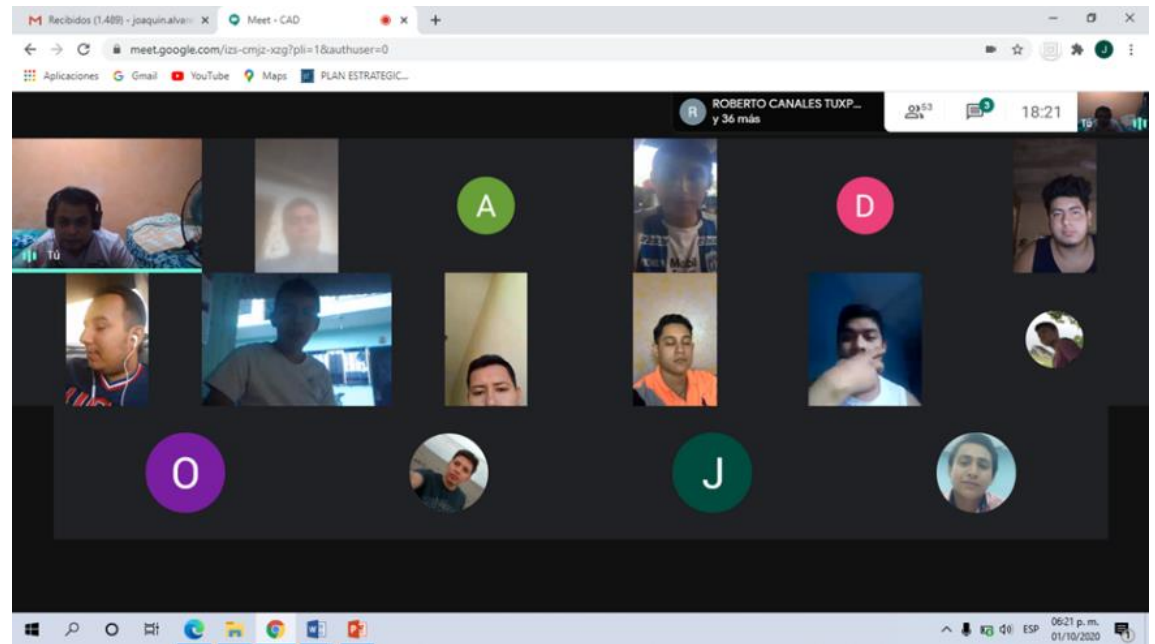 Recibidos (1.489) - joaquin.alvare
Meet - CAD
meet.google.com/izs-cmjz-xzg?pli=1&authuser=0
J
Aplicaciones
Gmail
YouTube
Maps
PLAN ESTRATEGIC...
R
ROBERTO CANALES TUXP...
y 36 más
53
3
18:21
Tú
A
D
Tú
O
J
ESP
06:21 p. m.
01/10/2020